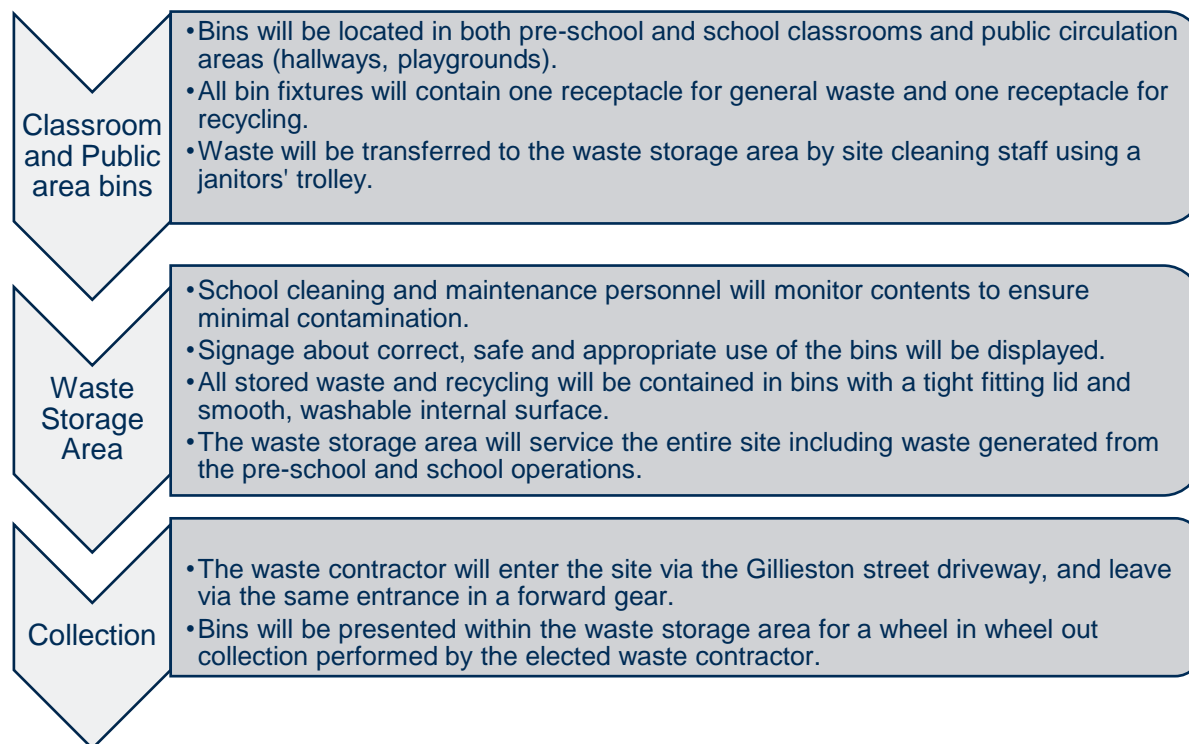 Classroom
and Public
area bins
•Bins will be located in both pre-school and school classrooms and public circulation
areas (hallways, playgrounds).
•All bin fixtures will contain one receptacle for general waste and one receptacle for
recycling.
•Waste will be transferred to the waste storage area by site cleaning staff using a
janitors' trolley.
Waste
Storage
Area
•School cleaning and maintenance personnel will monitor contents to ensure
minimal contamination.
•Signage about correct, safe and appropriate use of the bins will be displayed.
•All stored waste and recycling will be contained in bins with a tight fitting lid and
smooth, washable internal surface.
•The waste storage area will service the entire site including waste generated from
the pre-school and school operations.
Collection
•The waste contractor will enter the site via the Gillieston street driveway, and leave
via the same entrance in a forward gear.
•Bins will be presented within the waste storage area for a wheel in wheel out
collection performed by the elected waste contractor.